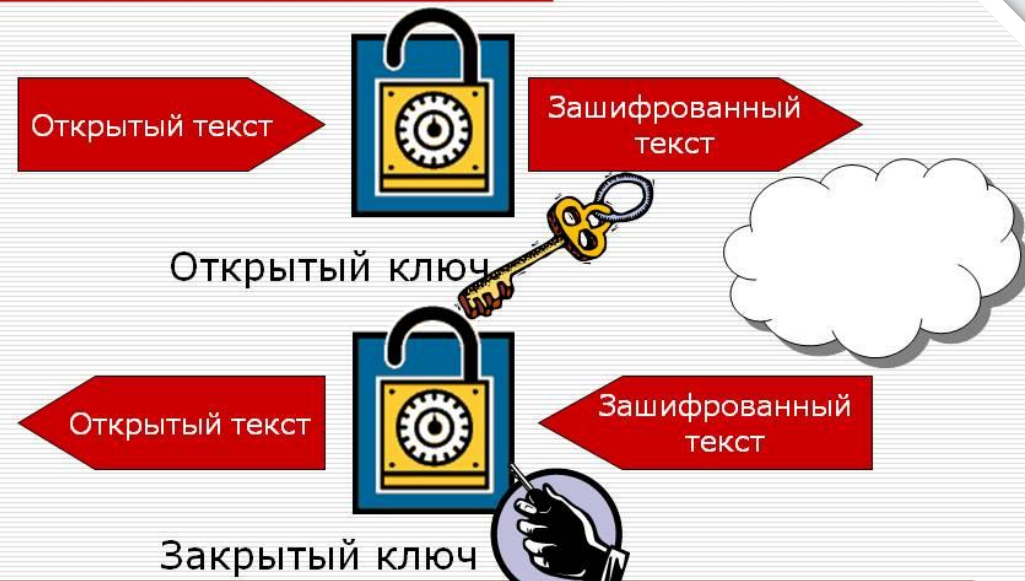 Открытый текст
Зашифрованный
текст
Открытый ключ
Открытый текст
Зашифрованный
текст
Закрытый ключ